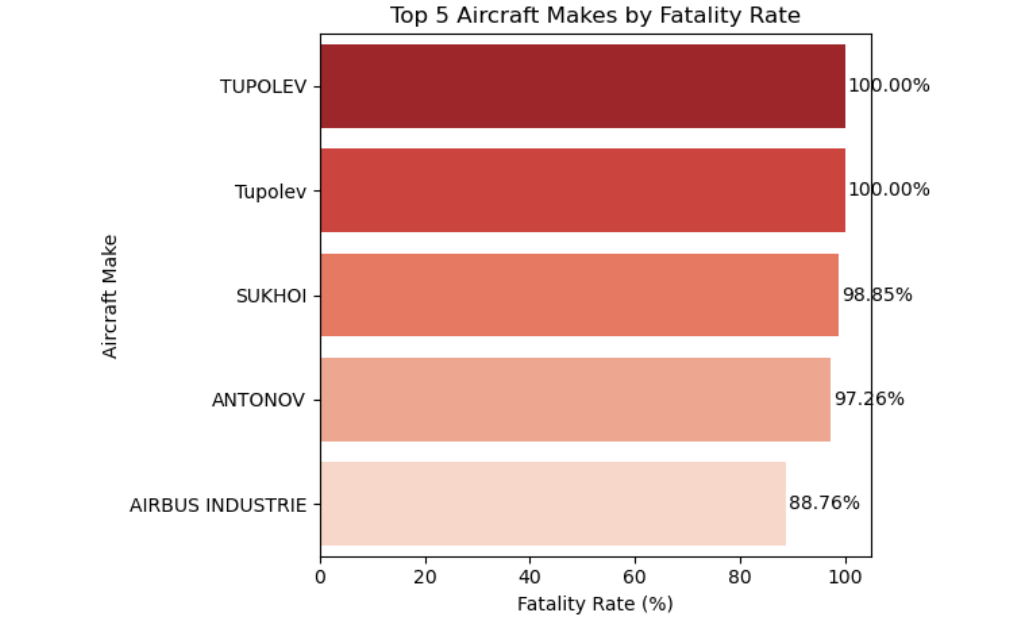 Top 5 Aircraft Makes by Fatality Rate
TUPOLEV 100.00%
Tupolev 100.00%
SUKHOI 98.85%
ANTONOV 97.26%
AIRBUS INDUSTRIE 88.76%
Aircraft Make
0 20 40 60 80 100
Fatality Rate (%)